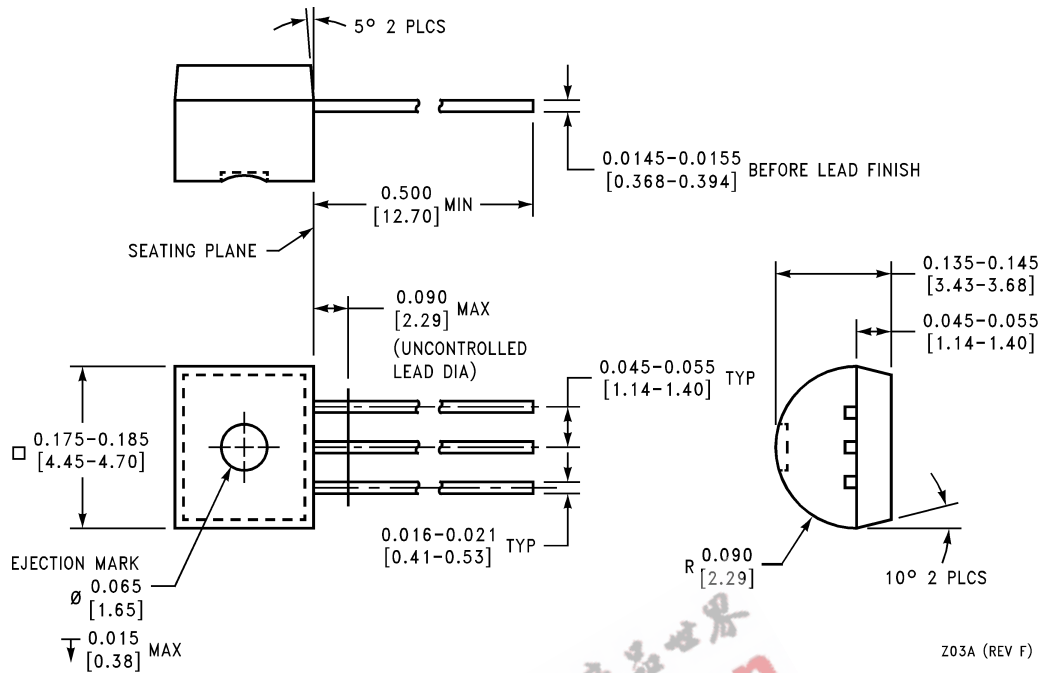 5° 2 PLCS
0.0145-0.0155
[0.368-0.394]
BEFORE LEAD FINISH
0.500
[12.70]
MIN
SEATING PLANE
0.090
[2.29]
MAX
(UNCONTROLLED
LEAD DIA)
0.135-0.145
[3.43-3.68]
0.045-0.055
[1.14-1.40]
0.045-0.055
[1.14-1.40]
TYP
0.175-0.185
[4.45-4.70]
0.016-0.021
[0.41-0.53]
TYP
EJECTION MARK
Ø 0.065
[1.65]
0.015
[0.38]
MAX
R 0.090
[2.29]
10° 2 PLCS
Z03A (REV F)